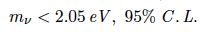 m_ν < 2.05 eV, 95% C.L.